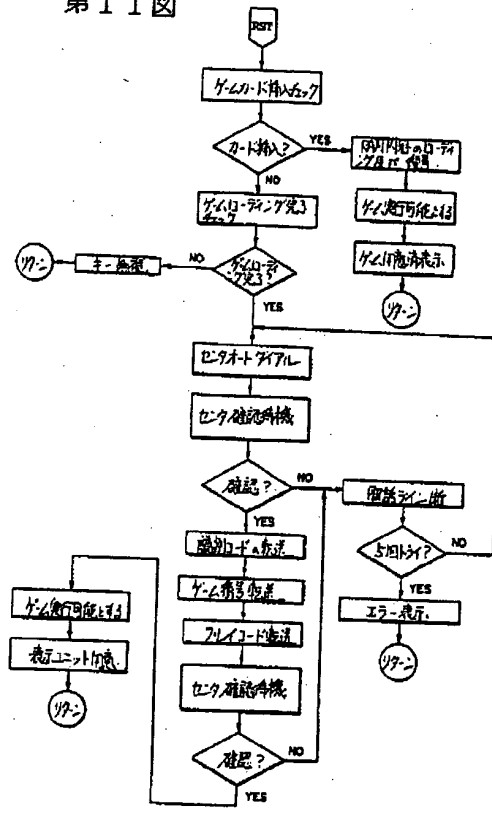 第11図
RST
ゲームカード挿入チェック
カード挿入?
YES
NO
ゲームローディング完了
チェック
ゲーム実行可能とする
ゲーム用意済表示
リターン
ゲームローディ
ング完了?
NO
キー無視
リターン
YES
センタオートダイアル
センタ確認待機
確認?
NO
電話ライン断
YES
識別コード転送
5回トライ?
NO
ゲーム番号転送
YES
ゲーム実行可能とする
エラー表示
プレイコード転送
表示ユニット用意
センタ確認待機
リターン
リターン
確認?
NO
YES